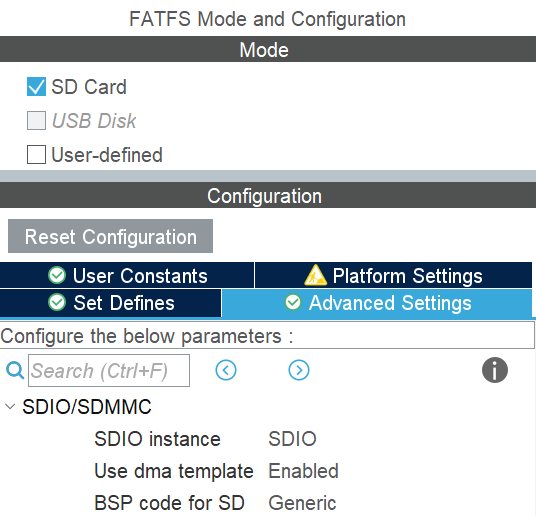 FATFS Mode and Configuration
Mode
SD Card
USB Disk
User-defined
Configuration
Reset Configuration
User Constants Platform Settings
Set Defines Advanced Settings
Configure the below parameters :
Search (Ctrl+F)
SDIO/SDMMC
SDIO instance SDIO
Use dma template Enabled
BSP code for SD Generic